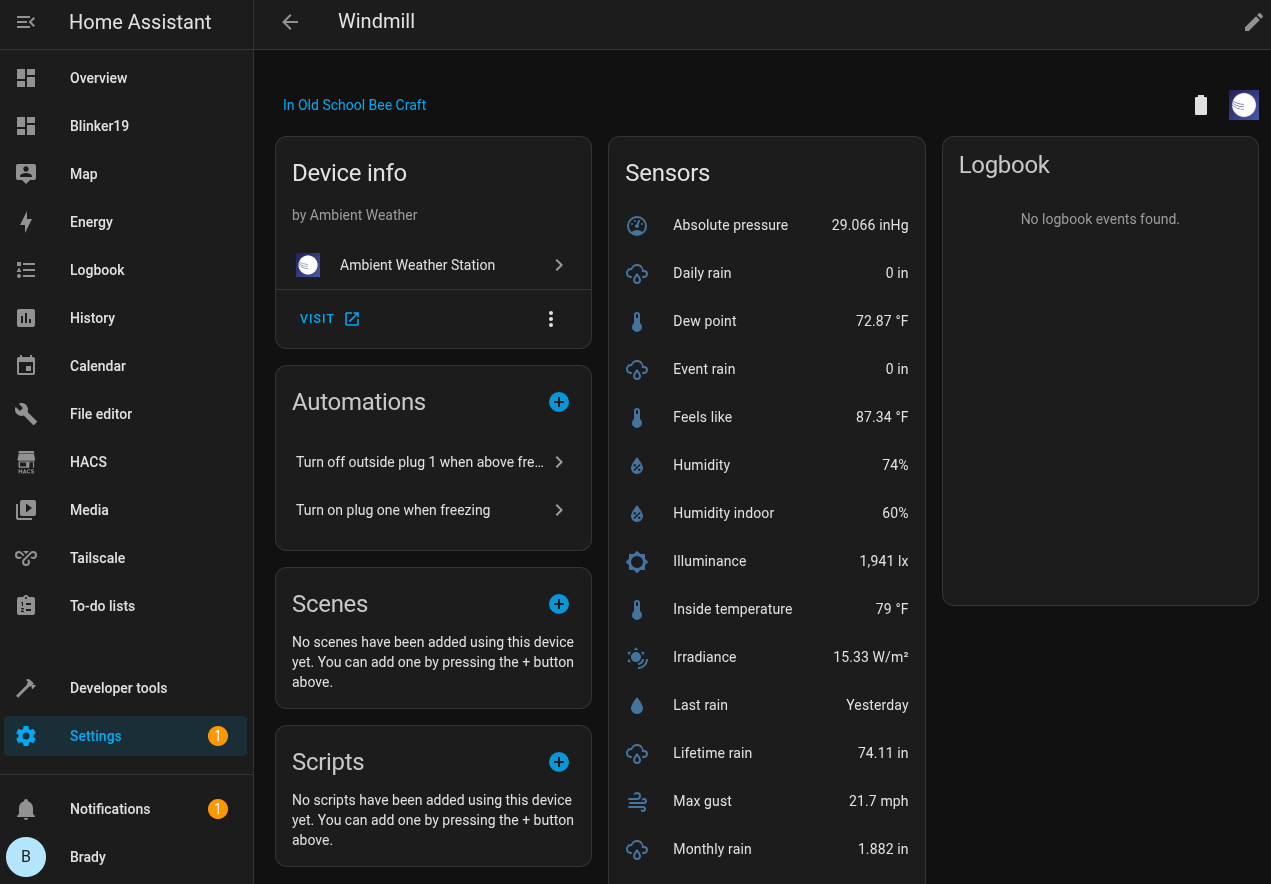 Home Assistant
Overview
Blinker19
Map
Energy
Logbook
History
Calendar
File editor
HACS
HACS
Media
Tailscale
To-do lists
Developer tools
Settings 1
Notifications 1
B Brady
Windmill
In Old School Bee Craft
Device info
by Ambient Weather
Ambient Weather Station
VISIT
Automations
Turn off outside plug 1 when above fre...
Turn on plug one when freezing
Scenes
No scenes have been added using this device
yet. You can add one by pressing the + button
above.
Scripts
No scripts have been added using this device
yet. You can add one by pressing the + button
above.
Sensors
Absolute pressure 29.066 inHg
Daily rain 0 in
Dew point 72.87 °F
Event rain 0 in
Feels like 87.34 °F
Humidity 74%
Humidity indoor 60%
Illuminance 1,941 lx
Inside temperature 79 °F
Irradiance 15.33 W/m²
Last rain Yesterday
Lifetime rain 74.11 in
Max gust 21.7 mph
Monthly rain 1.882 in
Logbook
No logbook events found.